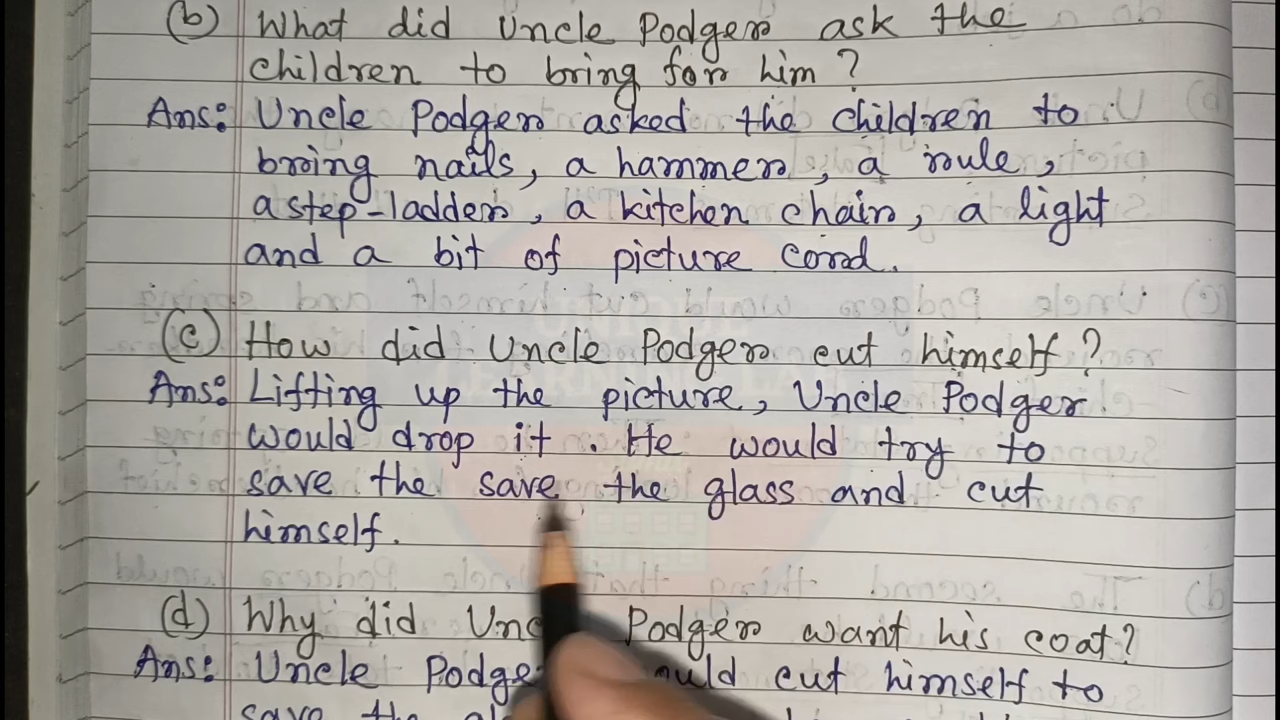 (b) What did Uncle Podger ask the
children to bring for him ?
Ans: Uncle Podger asked the children to
bring nails, a hammer, a rule,
a step-ladder, a kitchen chair, a light
and a bit of picture cord.
(c) How did Uncle Podger cut himself ?
Ans: Lifting up the picture, Uncle Podger
would drop it. He would try to
save the save the glass and cut
himself.
(d) Why did Podger want his coat?
Ans: Uncle cut himself to
save the